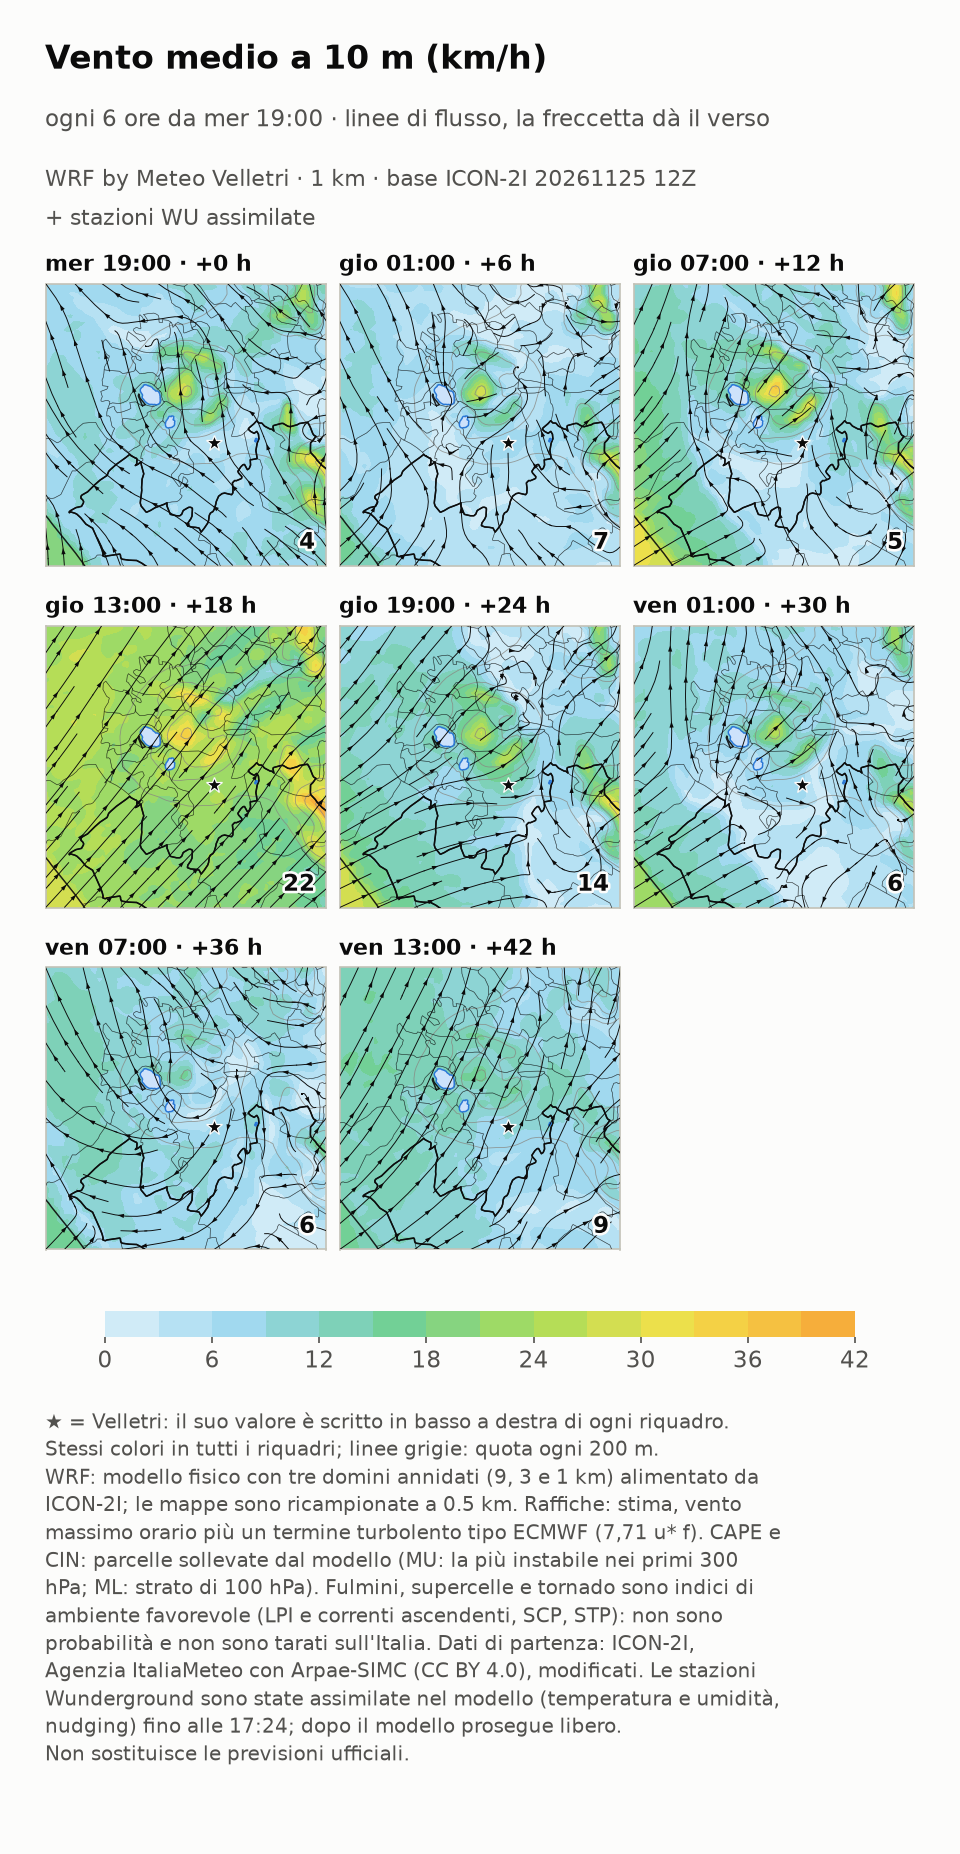 Vento medio a 10 m (km/h)
ogni 6 ore da mer 19:00 · linee di flusso, la freccetta dà il verso
WRF by Meteo Velletri · 1 km · base ICON-2I 20261125 12Z
+ stazioni WU assimilate
mer 19:00 · +0 h
gio 01:00 · +6 h
gio 07:00 · +12 h
4
7
5
gio 13:00 · +18 h
gio 19:00 · +24 h
ven 01:00 · +30 h
22
14
6
ven 07:00 · +36 h
ven 13:00 · +42 h
6
9
0 6 12 18 24 30 36 42
★ = Velletri: il suo valore è scritto in basso a destra di ogni riquadro.
Stessi colori in tutti i riquadri; linee grigie: quota ogni 200 m.
WRF: modello fisico con tre domini annidati (9, 3 e 1 km) alimentato da
ICON-2I; le mappe sono ricampionate a 0.5 km. Raffiche: stima, vento
massimo orario più un termine turbolento tipo ECMWF (7,71 u* f). CAPE e
CIN: parcelle sollevate dal modello (MU: la più instabile nei primi 300
hPa; ML: strato di 100 hPa). Fulmini, supercelle e tornado sono indici di
ambiente favorevole (LPI e correnti ascendenti, SCP, STP): non sono
probabilità e non sono tarati sull'Italia. Dati di partenza: ICON-2I,
Agenzia ItaliaMeteo con Arpae-SIMC (CC BY 4.0), modificati. Le stazioni
Wunderground sono state assimilate nel modello (temperatura e umidità,
nudging) fino alle 17:24; dopo il modello prosegue libero.
Non sostituisce le previsioni ufficiali.